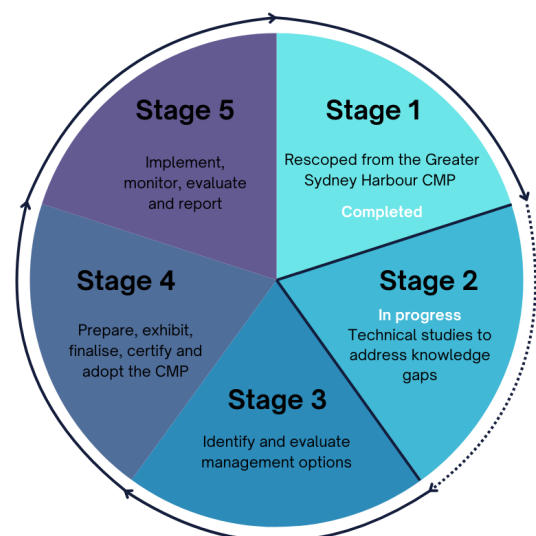 Stage 1
Rescoped from the Greater
Sydney Harbour CMP
Completed
Stage 2
In progress
Technical studies to
address knowledge
gaps
Stage 3
Identify and evaluate
management options
Stage 4
Prepare, exhibit,
finalise, certify and
adopt the CMP
Stage 5
Implement,
monitor, evaluate
and report